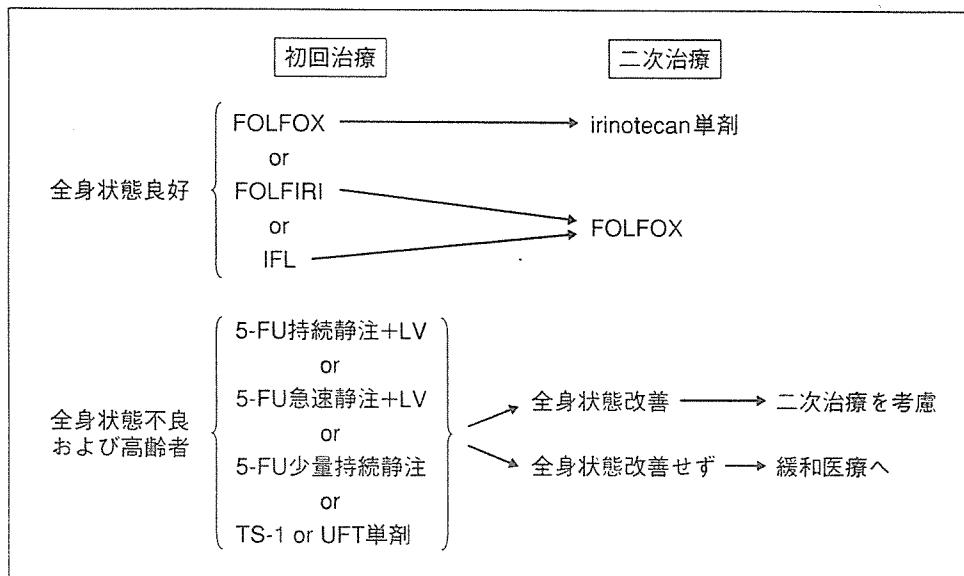 初回治療
二次治療
全身状態良好
FOLFOX
or
FOLFIRI
or
IFL
irinotecan単剤
FOLFOX
全身状態不良
および高齢者
5-FU持続静注+LV
or
5-FU急速静注+LV
or
5-FU少量持続静注
or
TS-1 or UFT単剤
全身状態改善
二次治療を考慮
全身状態改善せず
緩和医療へ